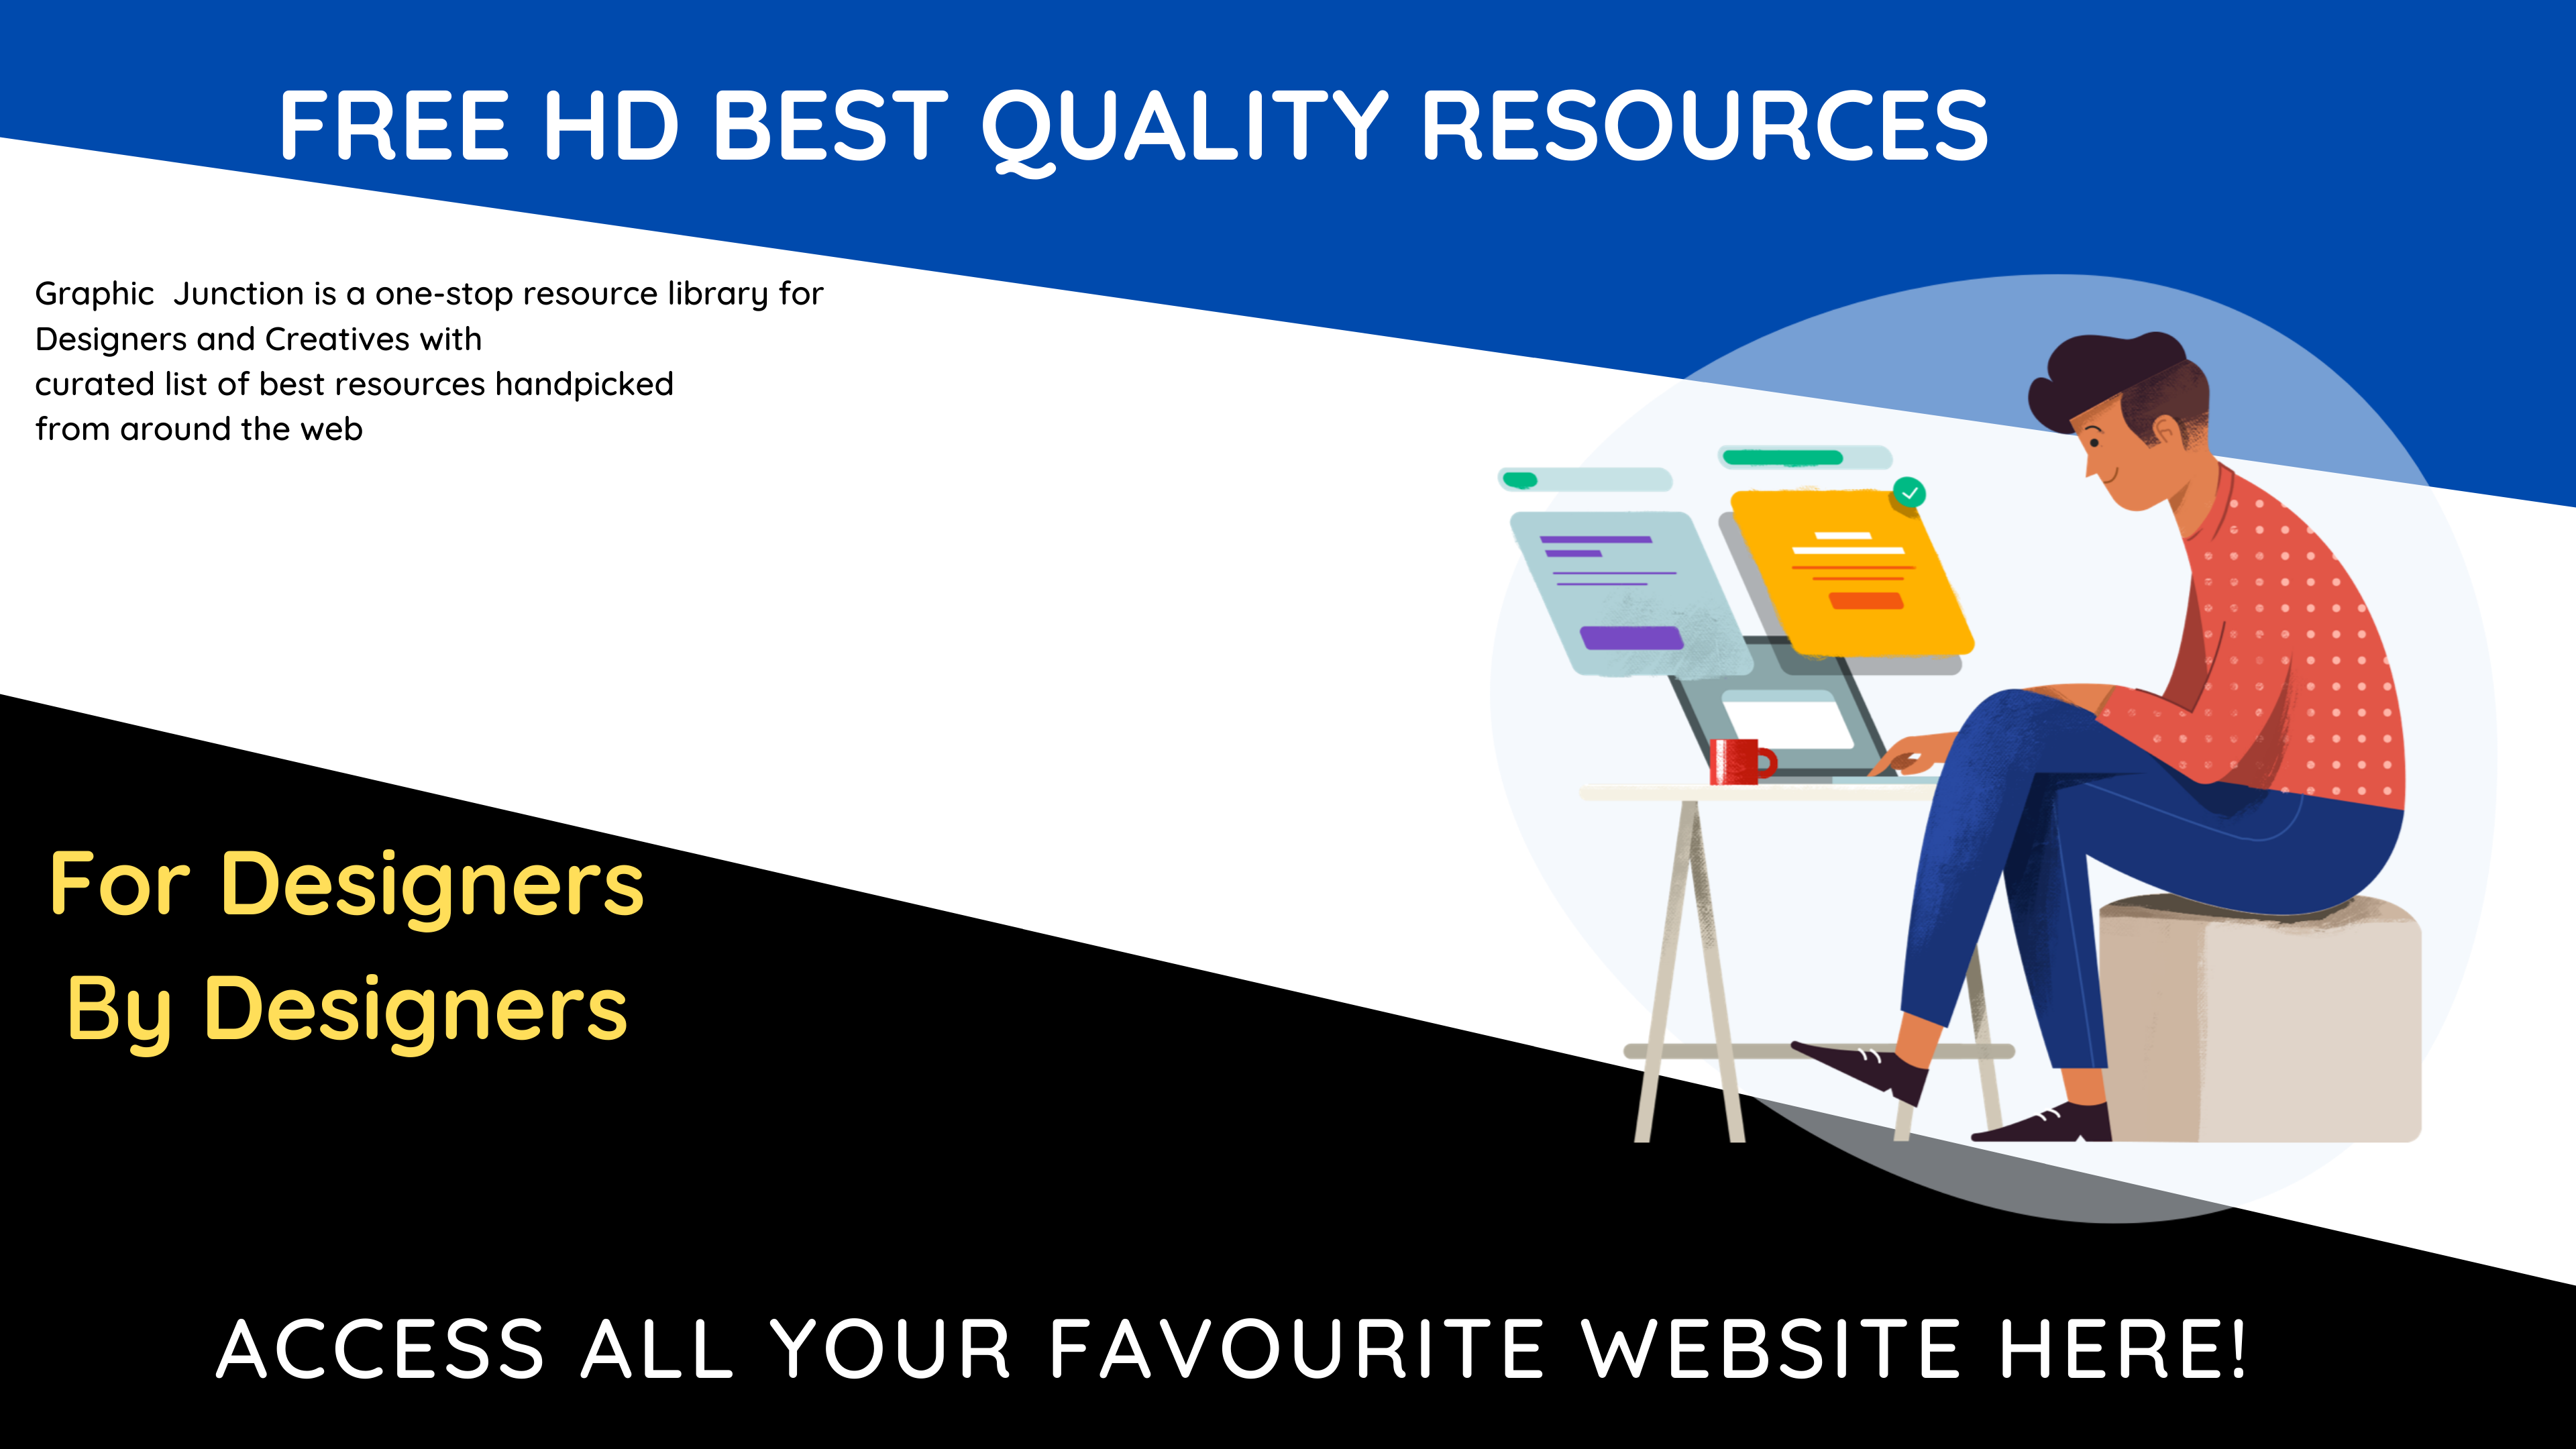 FREE HD BEST QUALITY RESOURCES
Graphic  Junction is a one-stop resource library for
Designers and Creatives with
curated list of best resources handpicked
from around the web
For Designers
By Designers
ACCESS ALL YOUR FAVOURITE WEBSITE HERE!